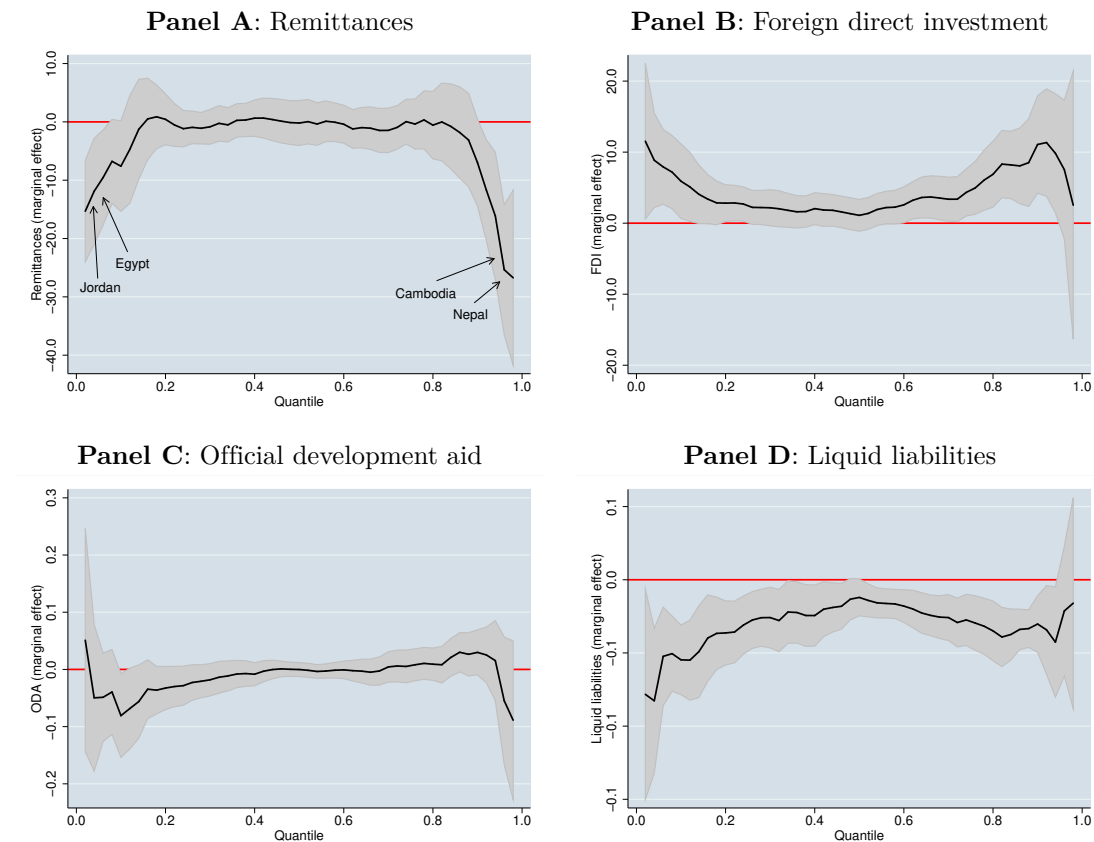 Panel A: Remittances
Remittances (marginal effect)
10.0
0.0
−10.0
−20.0
−30.0
−40.0
Egypt
Jordan
Cambodia
Nepal
0.0 0.2 0.4 0.6 0.8 1.0
Quantile
Panel B: Foreign direct investment
FDI (marginal effect)
20.0
10.0
0.0
−10.0
−20.0
0.0 0.2 0.4 0.6 0.8 1.0
Quantile
Panel C: Official development aid
ODA (marginal effect)
0.3
0.2
0.1
0.0
−0.1
−0.2
0.0 0.2 0.4 0.6 0.8 1.0
Quantile
Panel D: Liquid liabilities
Liquid liabilities (marginal effect)
0.1
0.0
−0.1
−0.1
−0.1
0.0 0.2 0.4 0.6 0.8 1.0
Quantile